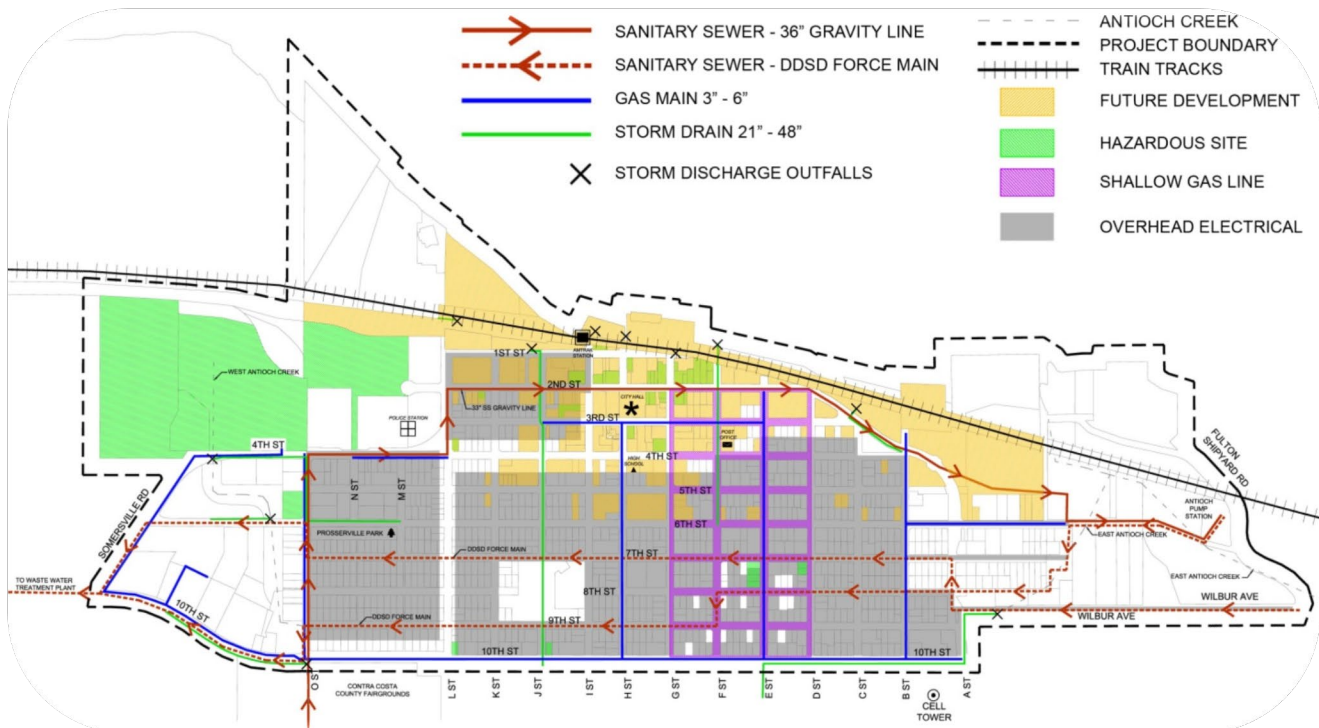 SANITARY SEWER - 36" GRAVITY LINE
SANITARY SEWER - DDSD FORCE MAIN
GAS MAIN 3" - 6"
STORM DRAIN 21" - 48"
STORM DISCHARGE OUTFALLS
ANTIOCH CREEK
PROJECT BOUNDARY
TRAIN TRACKS
FUTURE DEVELOPMENT
HAZARDOUS SITE
SHALLOW GAS LINE
OVERHEAD ELECTRICAL
AMTRAK
STATION
1ST ST
2ND ST
WEST ANTIOCH CREEK
33" SS GRAVITY LINE
CITY HALL
3RD ST
POLICE STATION
POST
OFFICE
4TH ST
4TH ST
HIGH
SCHOOL
FULTON
SHIPYARD RD
N ST
M ST
5TH ST
6TH ST
ANTIOCH
PUMP
STATION
SOMERSVILLE RD
PROSSERVILLE PARK
EAST ANTIOCH CREEK
DDSD FORCE MAIN
7TH ST
EAST ANTIOCH CREEK
TO WASTE WATER
TREATMENT PLANT
8TH ST
WILBUR AVE
10TH ST
DDSD FORCE MAIN
9TH ST
WILBUR AVE
10TH ST
10TH ST
O ST
CONTRA COSTA
COUNTY FAIRGROUNDS
L ST
K ST
J ST
I ST
H ST
G ST
F ST
E ST
D ST
C ST
B ST
A ST
CELL
TOWER